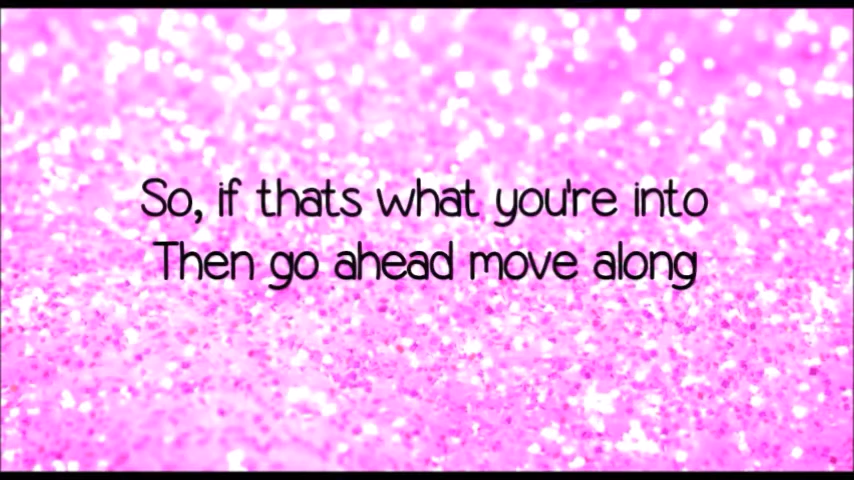 So, if thats what you're into
Then go ahead move along